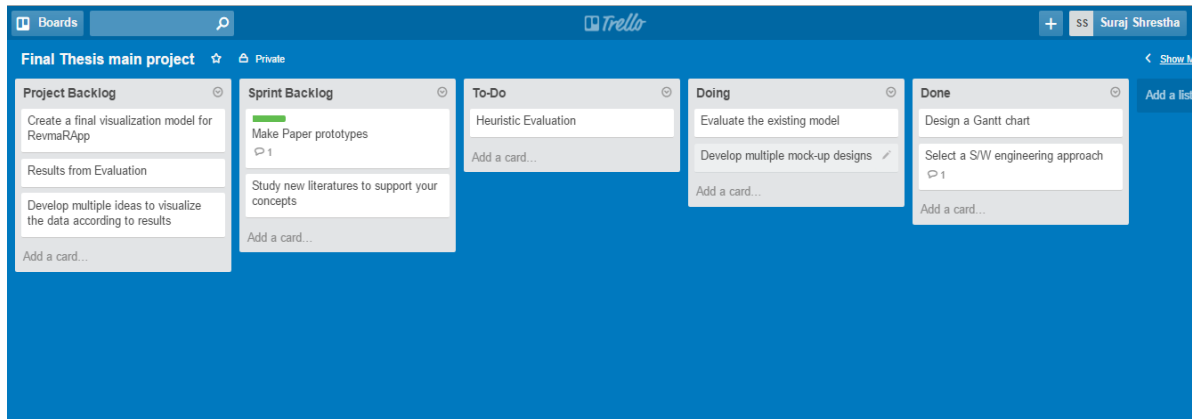 Boards
Trello
+
SS Suraj Shrestha
Final Thesis main project
Private
Show M
Project Backlog
Create a final visualization model for
RevmaRApp
Results from Evaluation
Develop multiple ideas to visualize
the data according to results
Add a card...
Sprint Backlog
Make Paper prototypes
1
Study new literatures to support your
concepts
Add a card...
To-Do
Heuristic Evaluation
Add a card...
Doing
Evaluate the existing model
Develop multiple mock-up designs
Add a card...
Done
Design a Gantt chart
Select a S/W engineering approach
1
Add a card...
Add a list